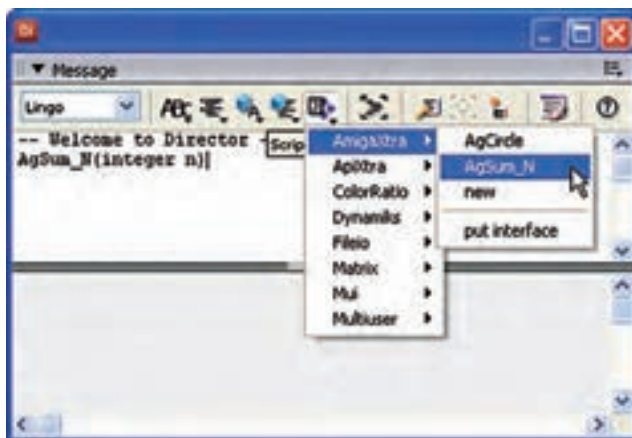 Message
Lingo
-- Welcome to Director
AgSum_N(integer n)
Scrip
AmigaXtra
ApiXtra
ColorRatio
Dynamiks
Fileio
Matrix
Mui
Multiuser
AgCircle
AgSum_N
new
put interface